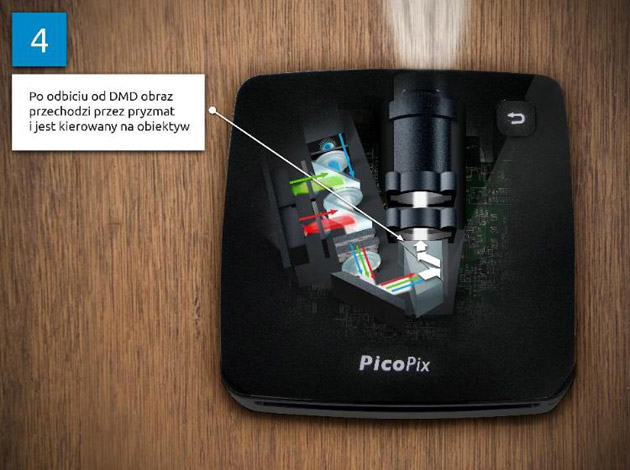 4
Po odbiciu od DMD obraz
przechodzi przez pryzmat
i jest kierowany na obiektyw
PicoPix